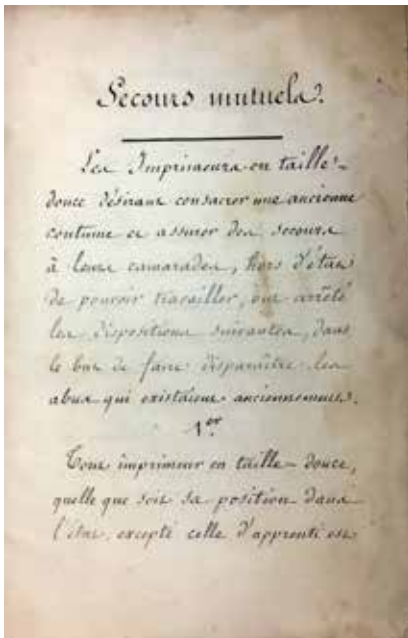 Secours mutuels.
Les Imprimeurs en taille-
douce désirant consacrer une ancienne
coutume et assurer des secours
à leurs camarades, hors d'état
de pouvoir travailler, ont arrêté
les dispositions suivantes, dans
le but de faire disparaître les
abus qui existaient anciennement.
1er
Tout imprimeur en taille-douce,
quelle que soit sa position dans
l'état, excepté celle d'apprenti est